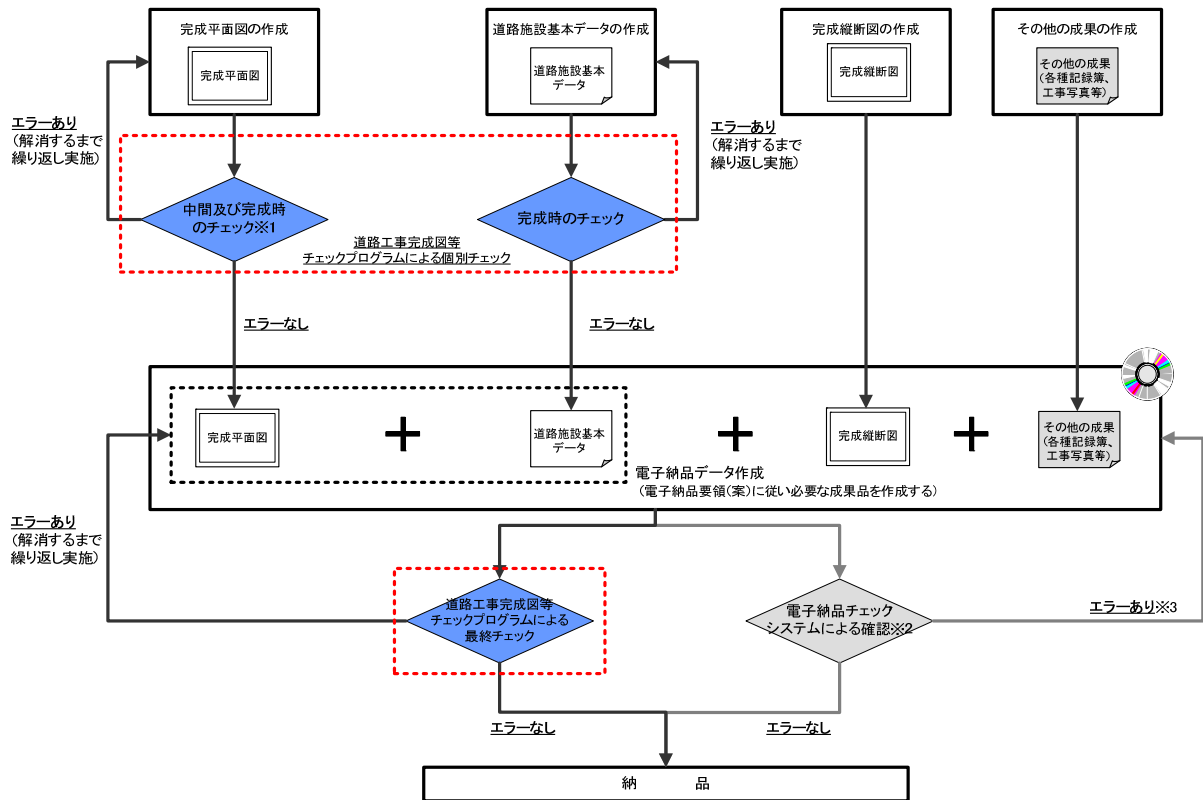 完成平面図の作成
完成平面図
道路施設基本データの作成
道路施設基本
データ
完成縦断図の作成
完成縦断図
その他の成果の作成
その他の成果
(各種記録簿、
工事写真等)
エラーあり
(解消するまで
繰り返し実施)
エラーあり
(解消するまで
繰り返し実施)
中間及び完成時
のチェック※1
完成時のチェック
道路工事完成図等
チェックプログラムによる個別チェック
エラーなし
エラーなし
完成平面図
+
道路施設基本
データ
+
完成縦断図
+
その他の成果
(各種記録簿、
工事写真等)
電子納品データ作成
(電子納品要領(案)に従い必要な成果品を作成する)
エラーあり
(解消するまで
繰り返し実施)
道路工事完成図等
チェックプログラムによる
最終チェック
電子納品チェック
システムによる確認※2
エラーあり※3
エラーなし
エラーなし
納 品